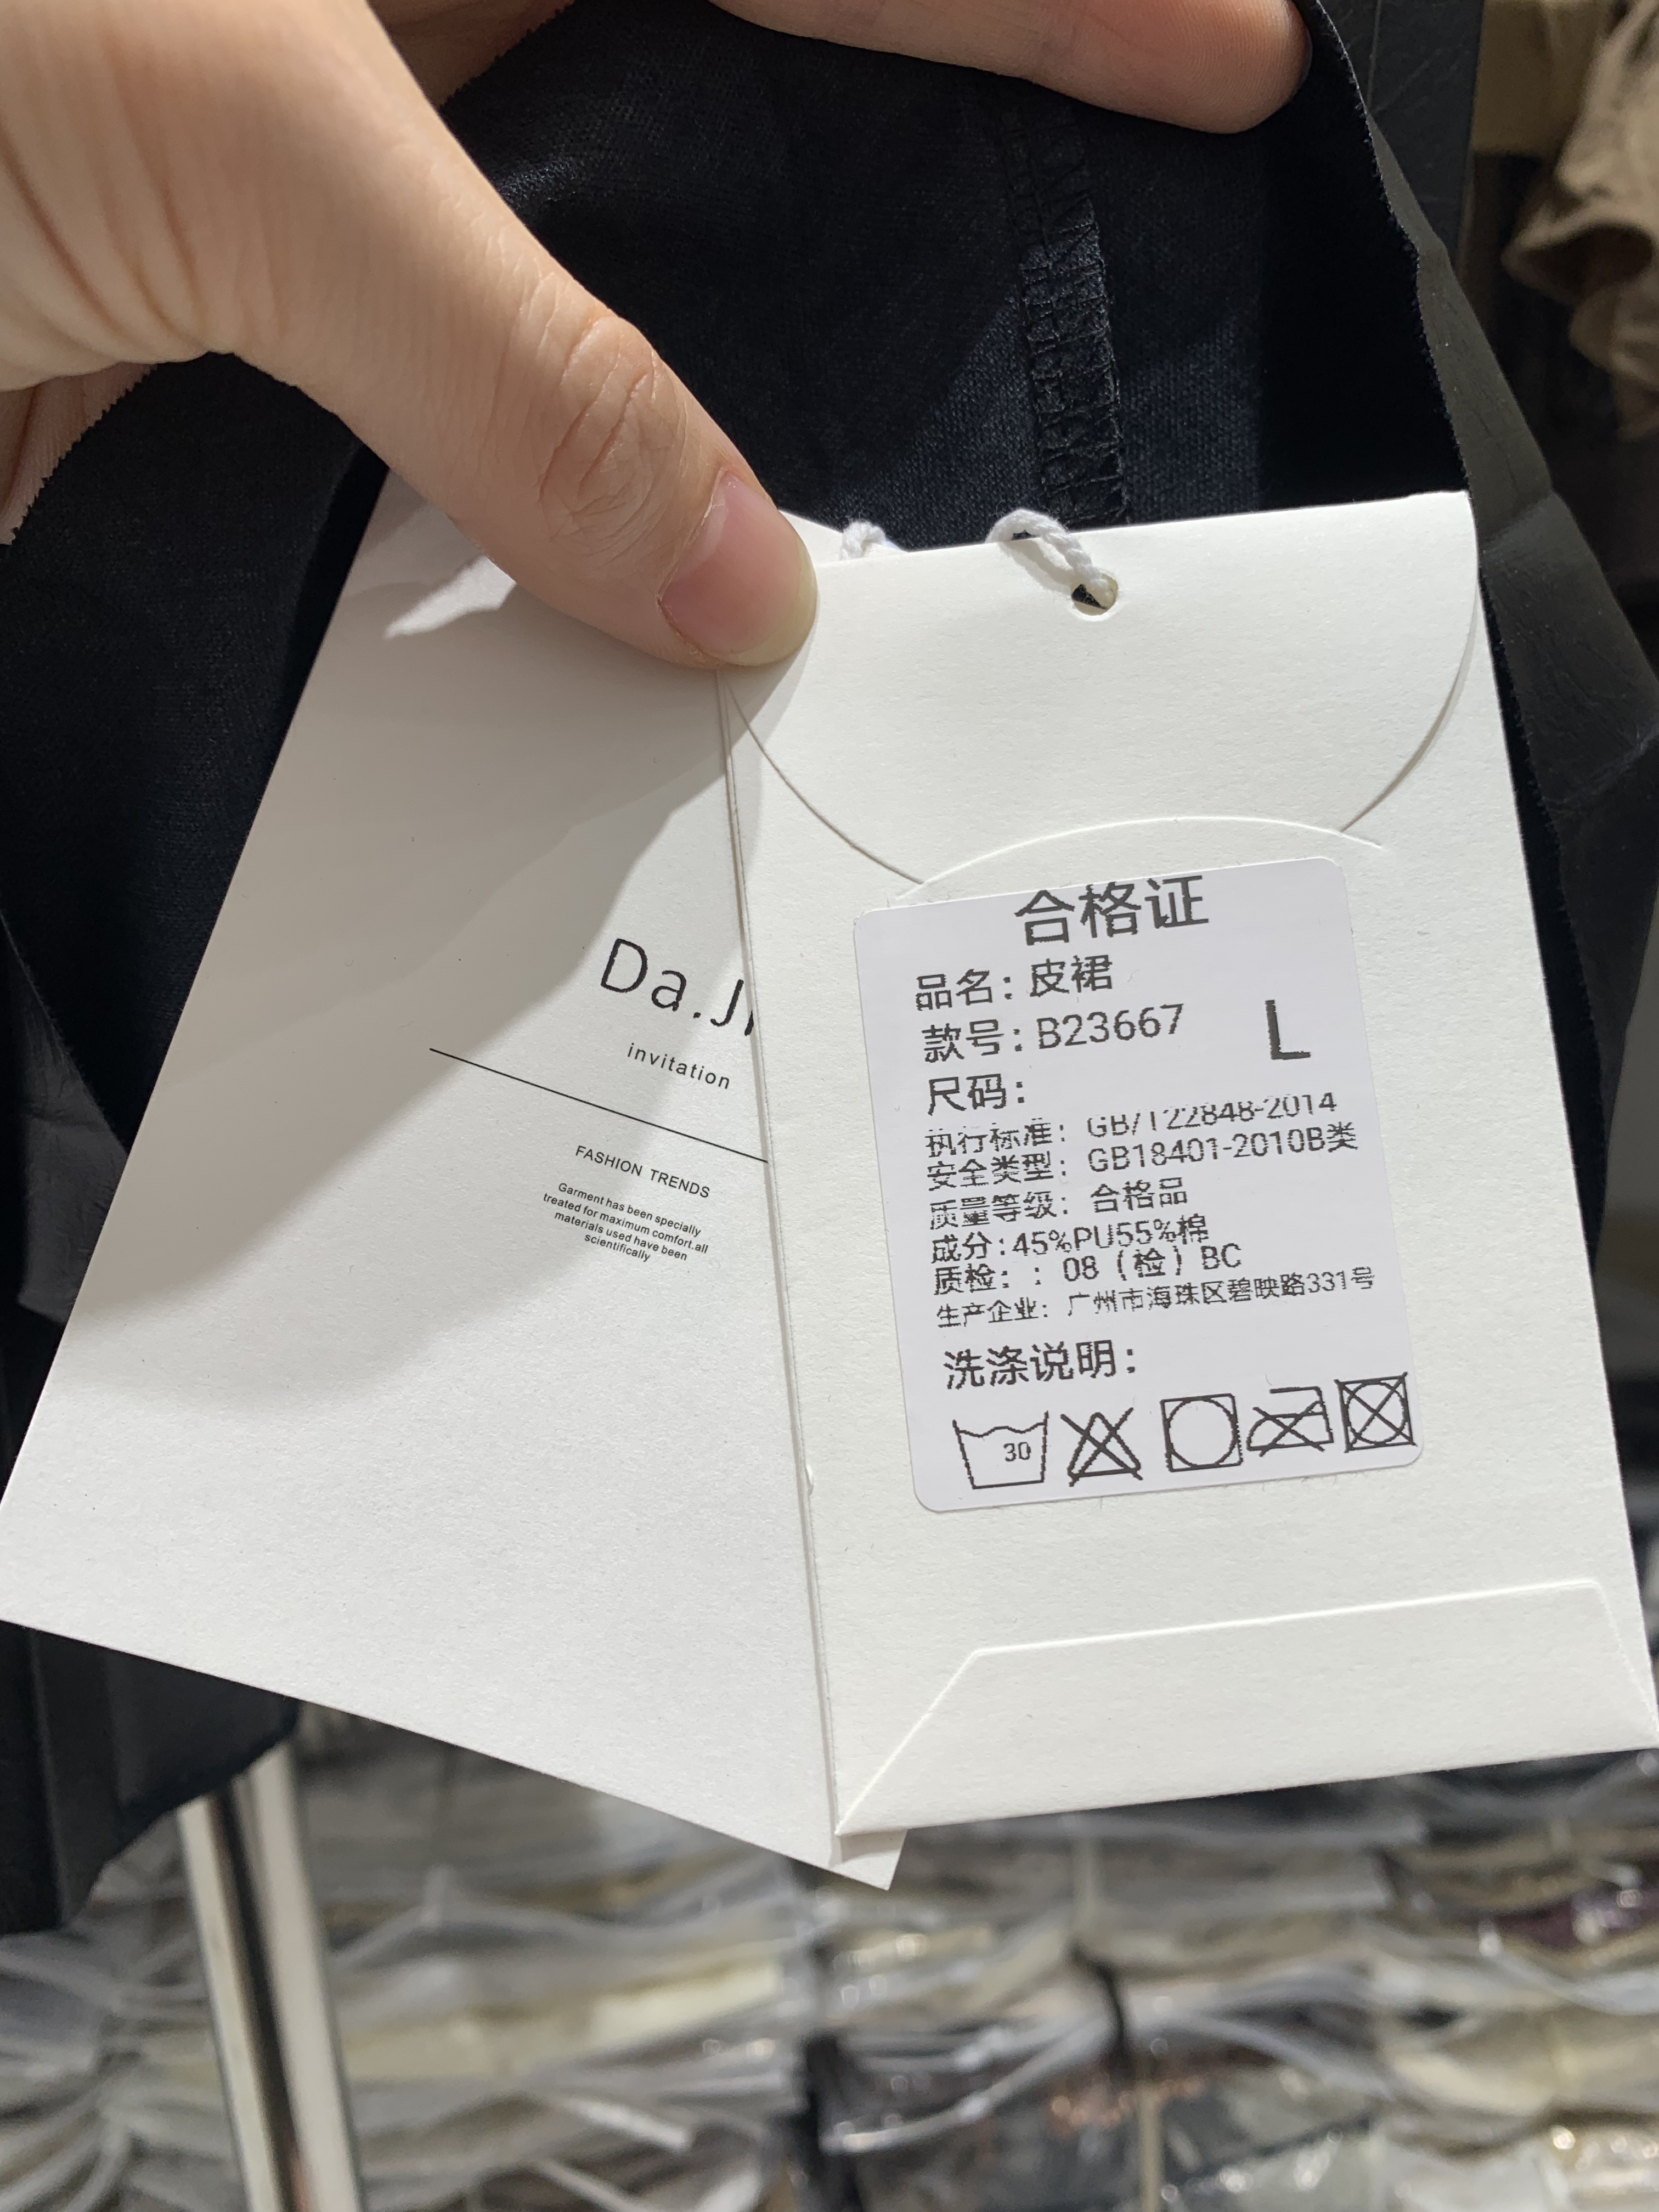 Da.J
invitation
FASHION TRENDS
Garment has been specially
treated for maximum comfort.all
materials used have been
scientifically
合格证
品名：皮裙
款号：B23667
L
尺码：
执行标准： GB/T22848-2014
安全类型： GB18401-2010B类
质量等级： 合格品
成分:45%PU55%棉
质检：：08（检）BC
生产企业：广州市海珠区碧映路331号
洗涤说明：
30